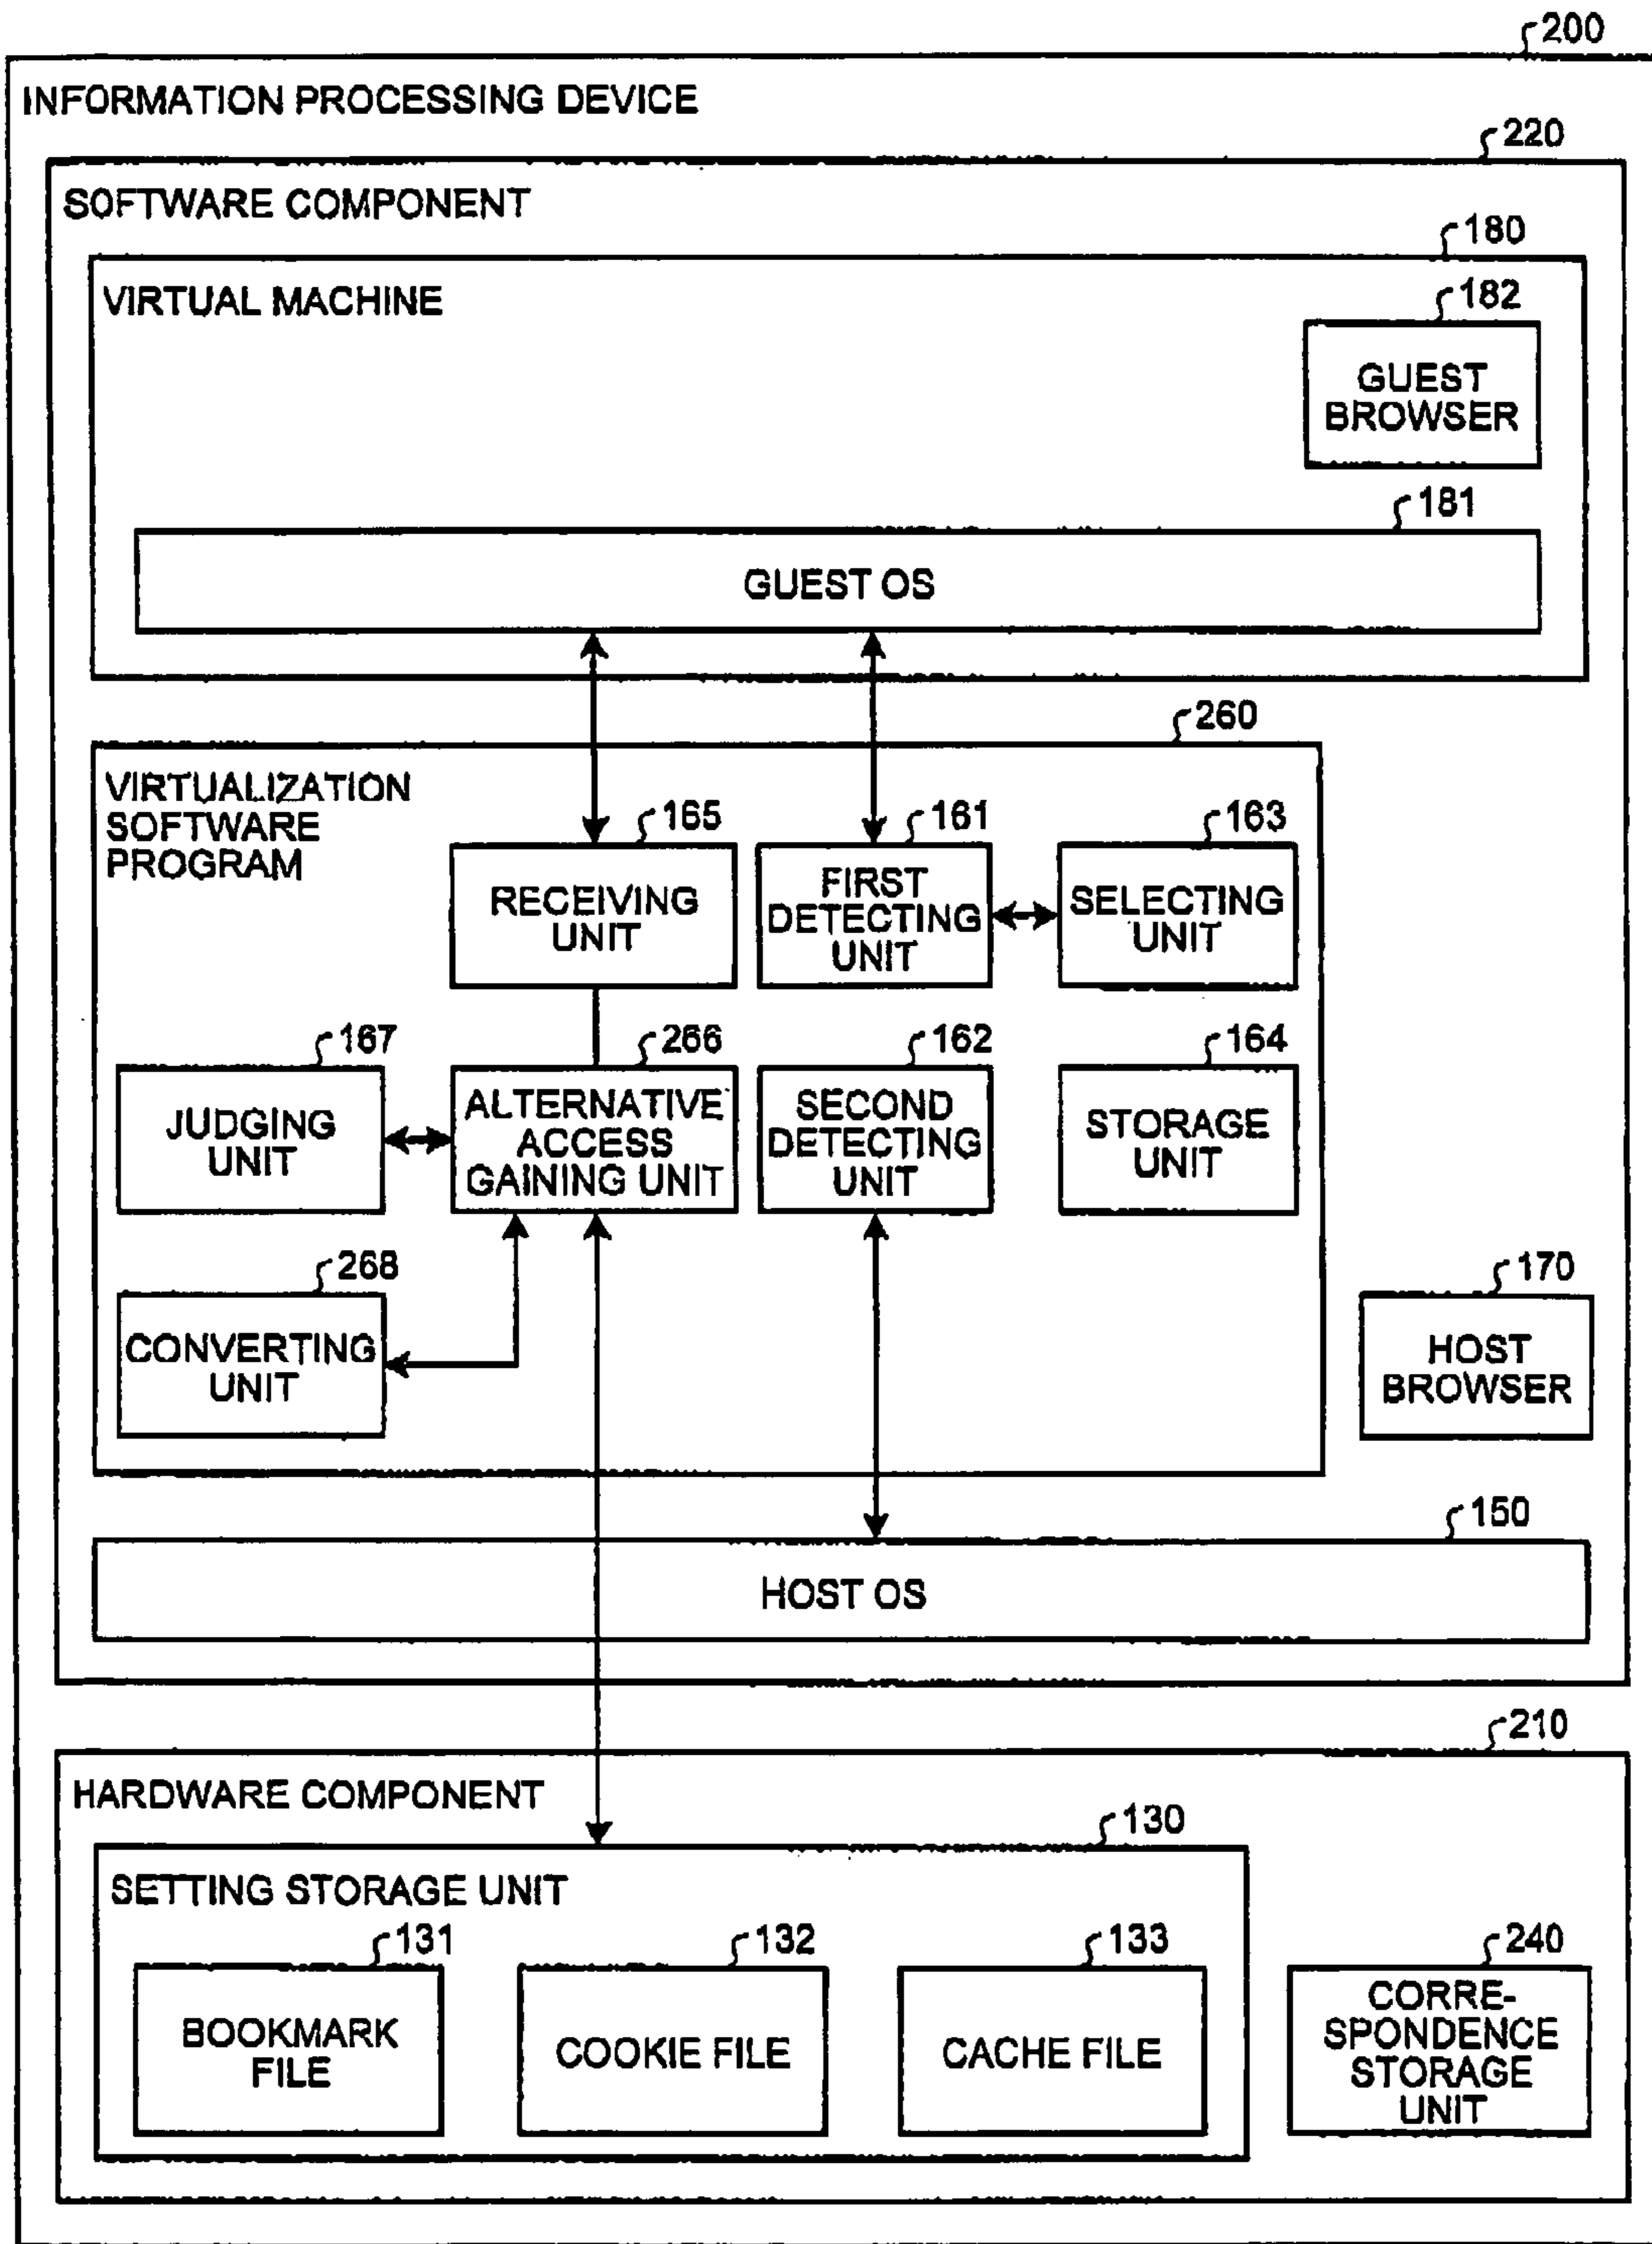 200
INFORMATION PROCESSING DEVICE
220
SOFTWARE COMPONENT
180
VIRTUAL MACHINE
182
GUEST
BROWSER
181
GUEST OS
260
VIRTUALIZATION
SOFTWARE
PROGRAM
165
RECEIVING
UNIT
161
FIRST
DETECTING
UNIT
163
SELECTING
UNIT
167
JUDGING
UNIT
266
ALTERNATIVE
ACCESS
GAINING UNIT
162
SECOND
DETECTING
UNIT
164
STORAGE
UNIT
268
CONVERTING
UNIT
170
HOST
BROWSER
150
HOST OS
210
HARDWARE COMPONENT
130
SETTING STORAGE UNIT
131
BOOKMARK
FILE
132
COOKIE FILE
133
CACHE FILE
240
CORRE-
SPONDENCE
STORAGE
UNIT